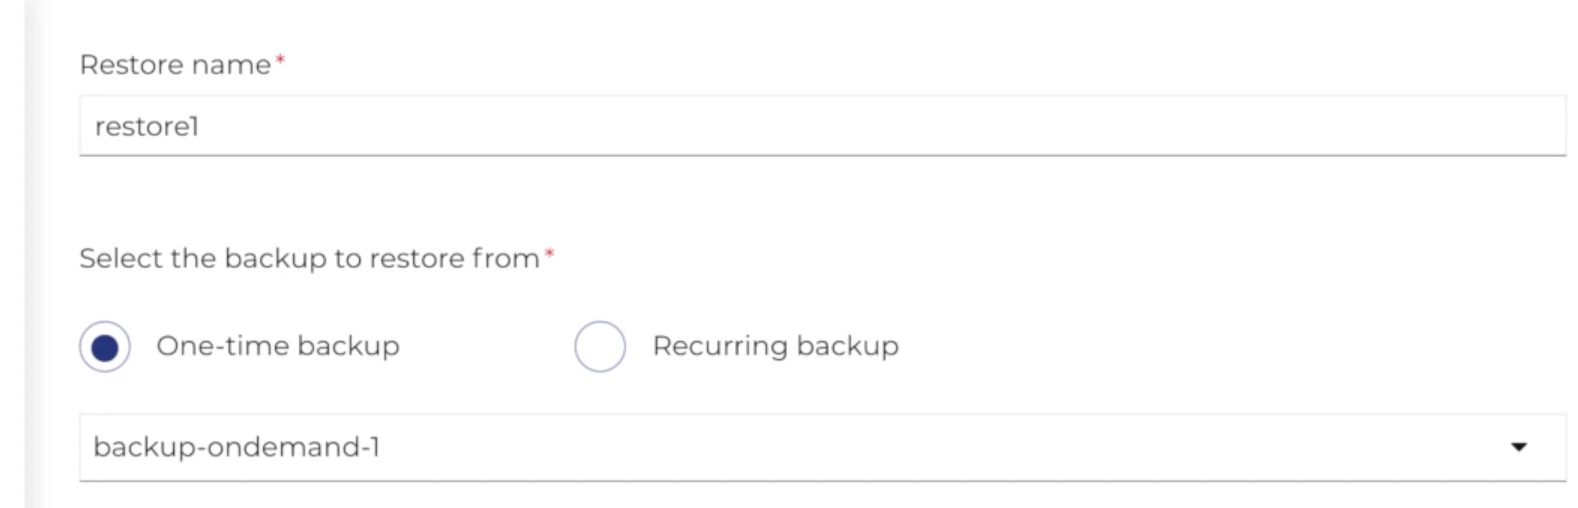 Restore name*
restore1
Select the backup to restore from*
One-time backup Recurring backup
backup-ondemand-1